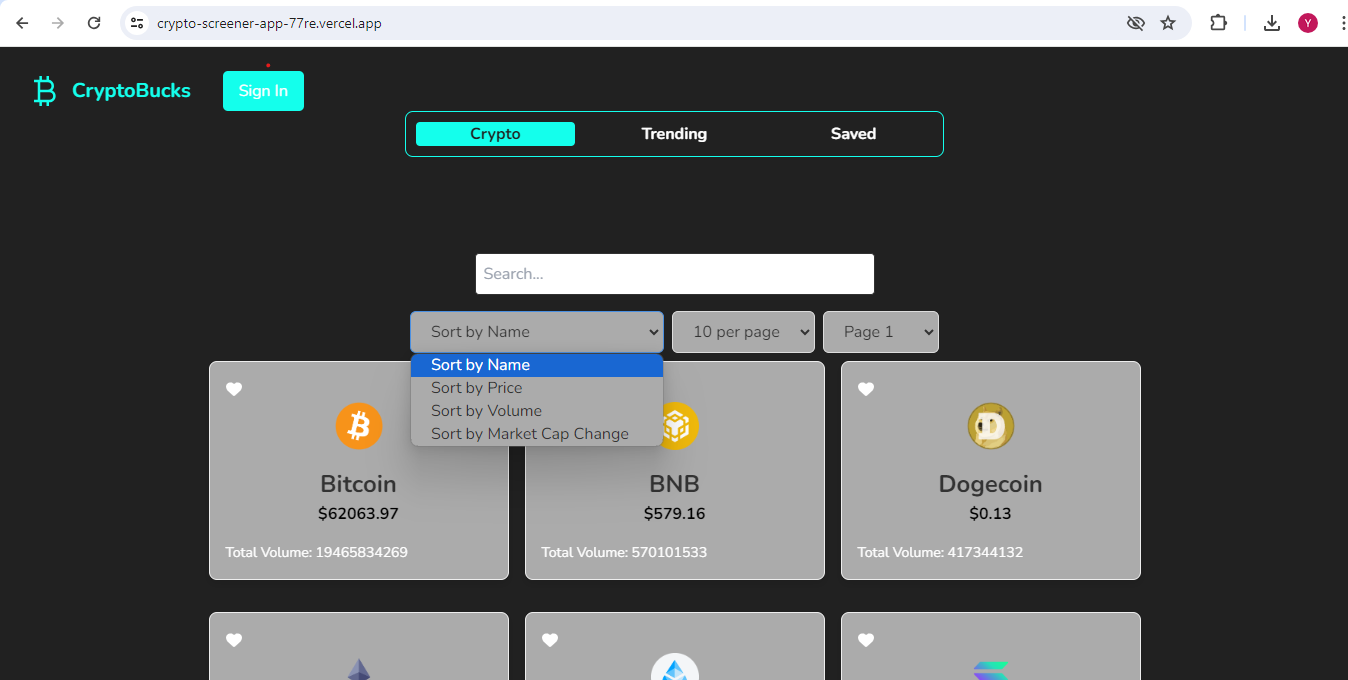 crypto-screener-app-77re.vercel.app
Y
CryptoBucks
Sign In
Crypto Trending Saved
Search...
Sort by Name 10 per page Page 1
Sort by Name
Sort by Price
Sort by Volume
Sort by Market Cap Change
Bitcoin BNB Dogecoin
$62063.97 $579.16 $0.13
Total Volume: 19465834269 Total Volume: 570101533 Total Volume: 417344132